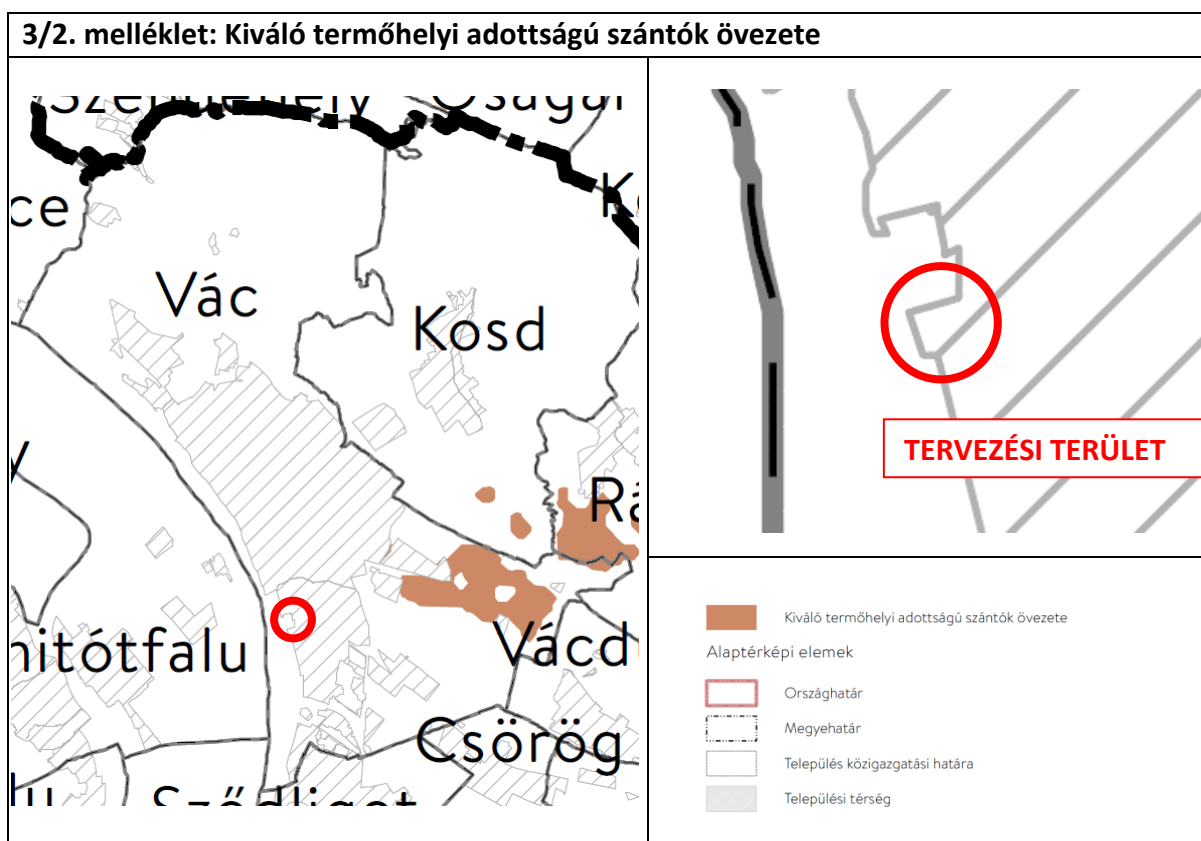 3/2. melléklet: Kiváló termőhelyi adottságú szántók övezete
Vác
Kosd
Csörög
TERVEZÉSI TERÜLET
Kiváló termőhelyi adottságú szántók övezete
Alaptérképi elemek
Országhatár
Megyehatár
Település közigazgatási határa
Települési térség